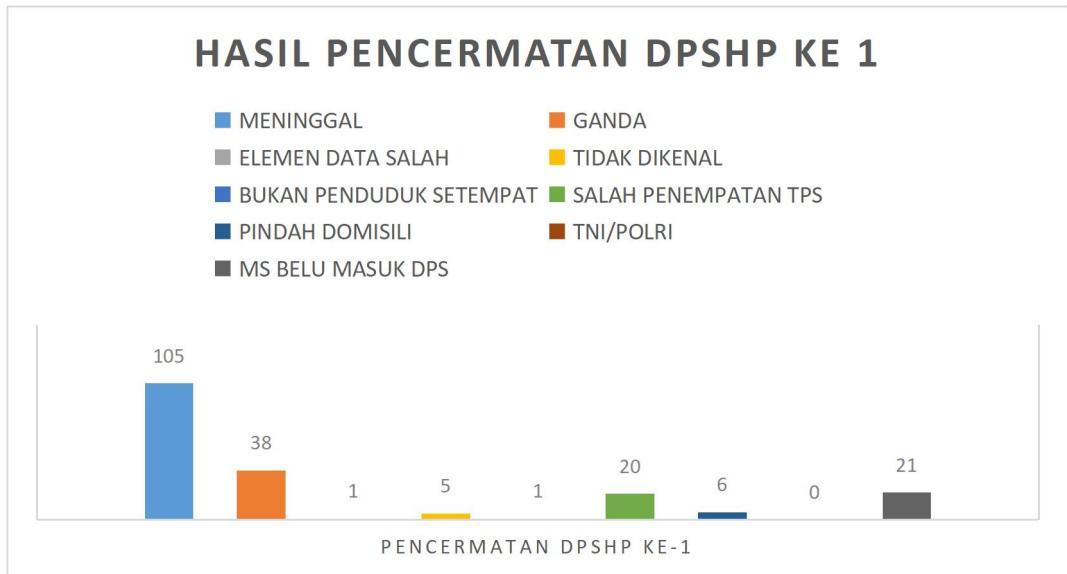 HASIL PENCERMATAN DPSHP KE 1
MENINGGAL
GANDA
ELEMEN DATA SALAH
TIDAK DIKENAL
BUKAN PENDUDUK SETEMPAT
SALAH PENEMPATAN TPS
PINDAH DOMISILI
TNI/POLRI
MS BELU MASUK DPS
105
38
1
5
1
20
6
0
21
PENCERMATAN DPSHP KE-1